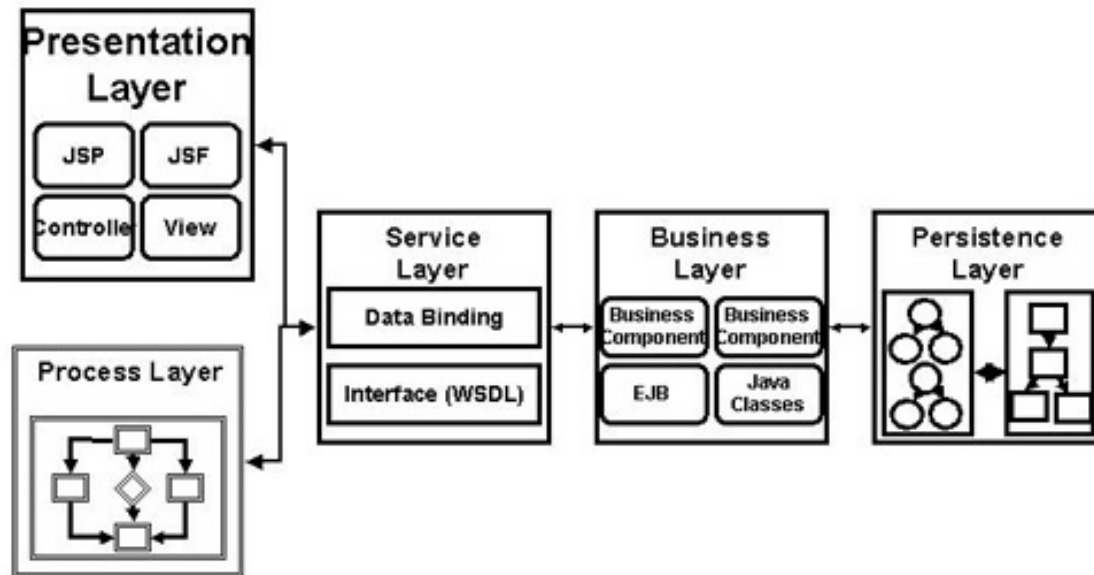 Presentation
Layer
JSP
JSF
Controller
View
Process Layer
Service
Layer
Data Binding
Interface (WSDL)
Business
Layer
Business
Component
Business
Component
EJB
Java
Classes
Persistence
Layer